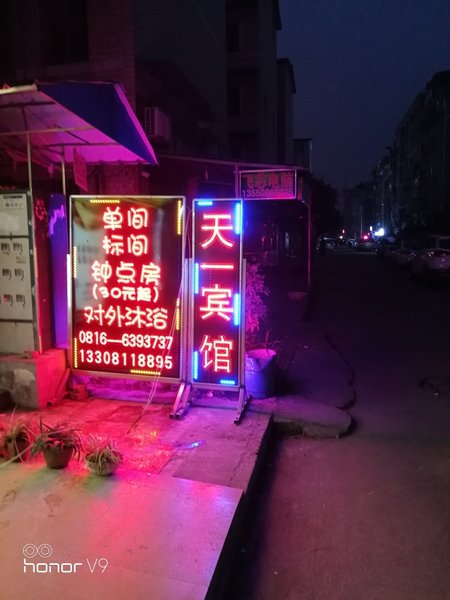 单间
标间
钟点房
(30元起)
对外沐浴
0816—6393737
13308118895
天一宾馆
honor V9